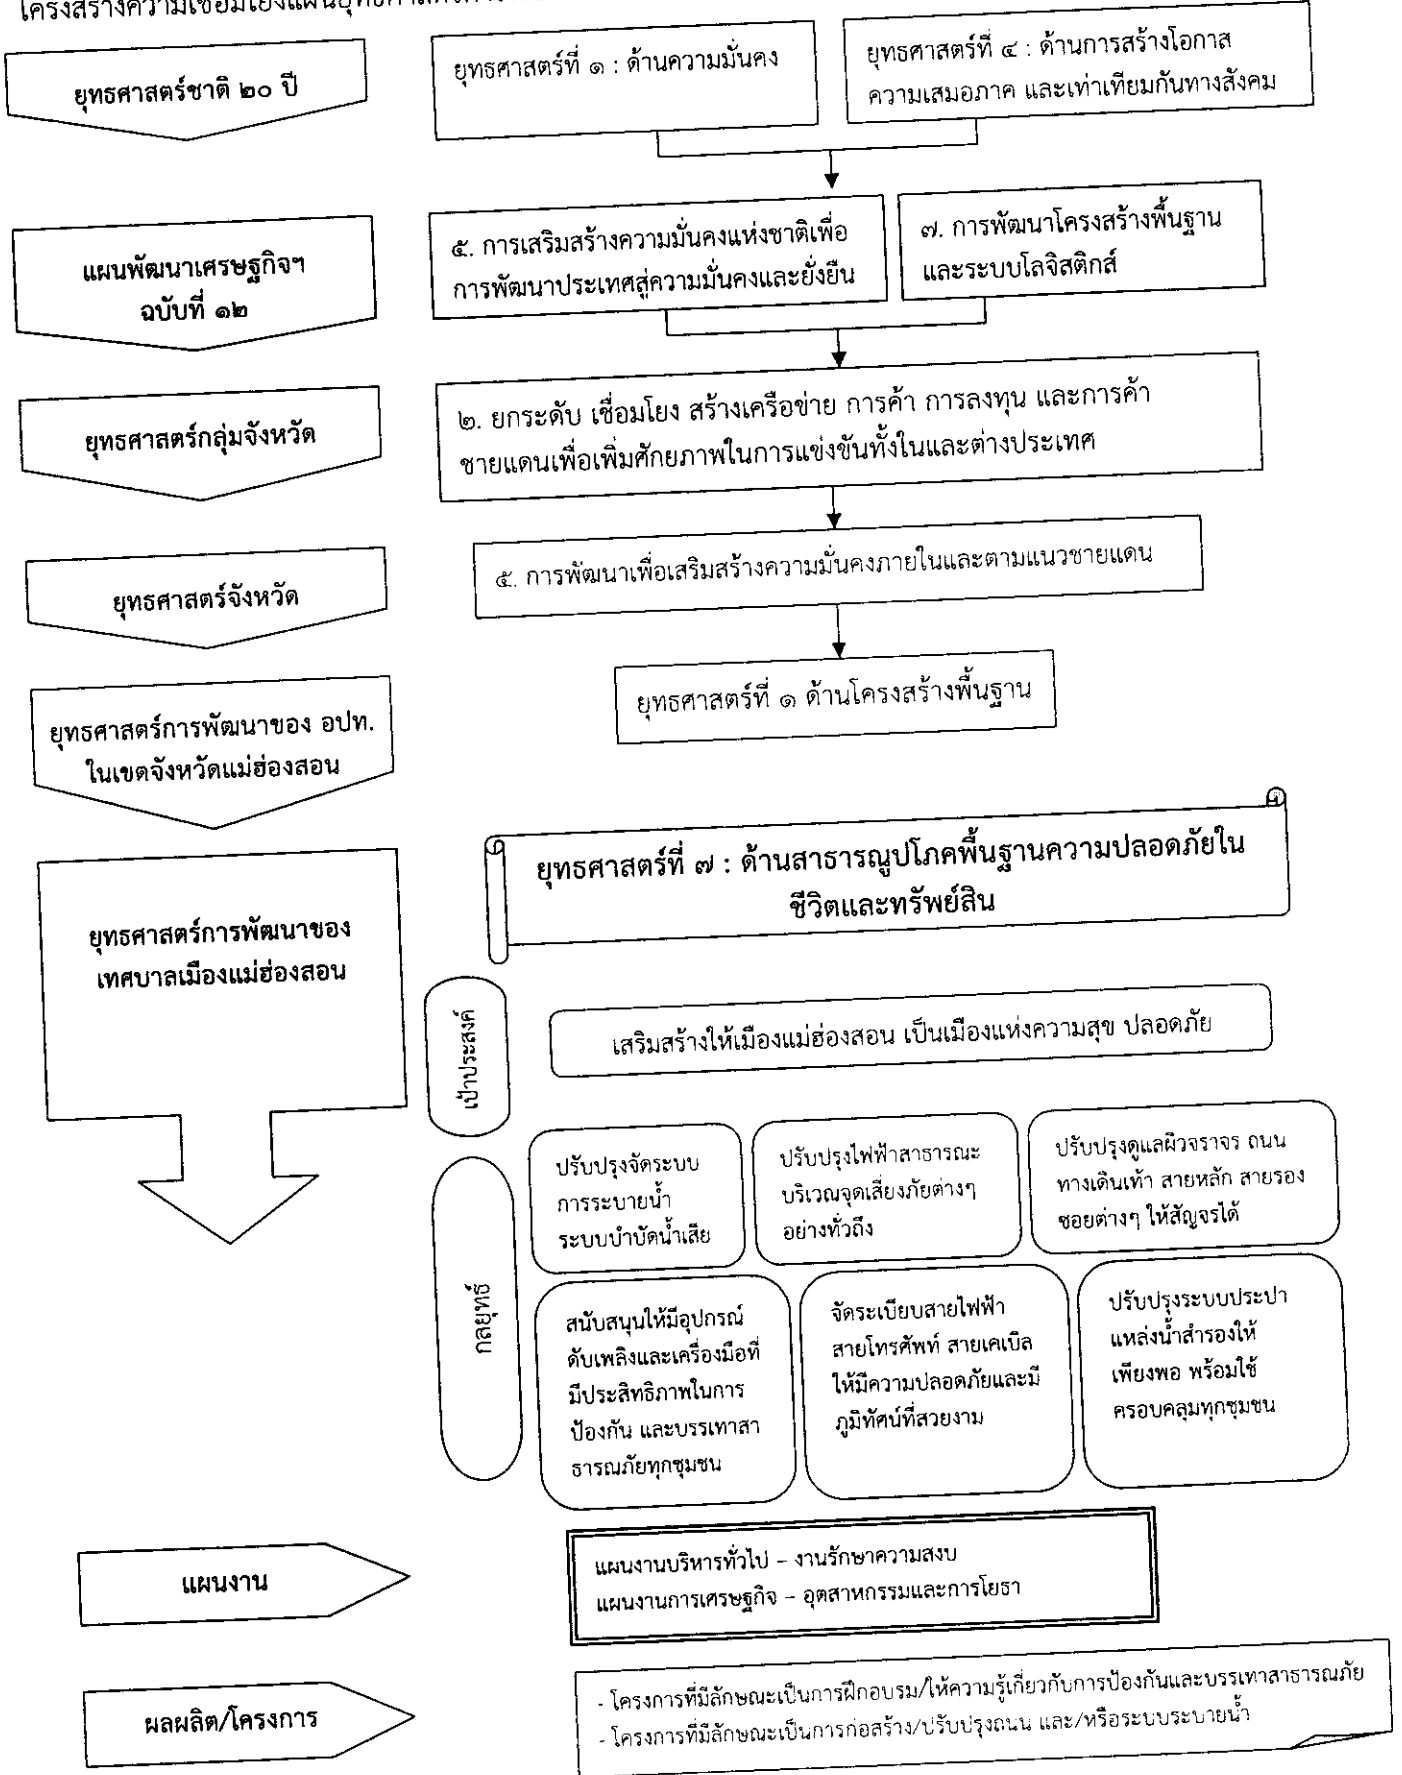 โครงสร้างความเชื่อมโยงแผนยุทธศาสตร์
ยุทธศาสตร์ชาติ ๒๐ ปี
ยุทธศาสตร์ที่ ๑ : ด้านความมั่นคง
ยุทธศาสตร์ที่ ๔ : ด้านการสร้างโอกาส
ความเสมอภาค และเท่าเทียมกันทางสังคม
แผนพัฒนาเศรษฐกิจฯ
ฉบับที่ ๑๒
๕. การเสริมสร้างความมั่นคงแห่งชาติเพื่อ
การพัฒนาประเทศสู่ความมั่นคงและยั่งยืน
๗. การพัฒนาโครงสร้างพื้นฐาน
และระบบโลจิสติกส์
ยุทธศาสตร์กลุ่มจังหวัด
๒. ยกระดับ เชื่อมโยง สร้างเครือข่าย การค้า การลงทุน และการค้า
ชายแดนเพื่อเพิ่มศักยภาพในการแข่งขันทั้งในและต่างประเทศ
ยุทธศาสตร์จังหวัด
๕. การพัฒนาเพื่อเสริมสร้างความมั่นคงภายในและตามแนวชายแดน
ยุทธศาสตร์การพัฒนาของ อปท.
ในเขตจังหวัดแม่ฮ่องสอน
ยุทธศาสตร์ที่ ๑ ด้านโครงสร้างพื้นฐาน
ยุทธศาสตร์การพัฒนาของ
เทศบาลเมืองแม่ฮ่องสอน
ยุทธศาสตร์ที่ ๗ : ด้านสาธารณูปโภคพื้นฐานความปลอดภัยใน
ชีวิตและทรัพย์สิน
เป้าประสงค์
เสริมสร้างให้เมืองแม่ฮ่องสอน เป็นเมืองแห่งความสุข ปลอดภัย
กลยุทธ์
ปรับปรุงจัดระบบ
การระบายน้ำ
ระบบบำบัดน้ำเสีย
ปรับปรุงไฟฟ้าสาธารณะ
บริเวณจุดเสี่ยงภัยต่างๆ
อย่างทั่วถึง
ปรับปรุงดูแลผิวจราจร ถนน
ทางเดินเท้า สายหลัก สายรอง
ซอยต่างๆ ให้สัญจรได้
สนับสนุนให้มีอุปกรณ์
ดับเพลิงและเครื่องมือที่
มีประสิทธิภาพในการ
ป้องกัน และบรรเทาสา
ธารณภัยทุกชุมชน
จัดระเบียบสายไฟฟ้า
สายโทรศัพท์ สายเคเบิล
ให้มีความปลอดภัยและมี
ภูมิทัศน์ที่สวยงาม
ปรับปรุงระบบประปา
แหล่งน้ำสำรองให้
เพียงพอ พร้อมใช้
ครอบคลุมทุกชุมชน
แผนงาน
แผนงานบริหารทั่วไป – งานรักษาความสงบ
แผนงานการเศรษฐกิจ – อุตสาหกรรมและการโยธา
ผลผลิต/โครงการ
- โครงการที่มีลักษณะเป็นการฝึกอบรม/ให้ความรู้เกี่ยวกับการป้องกันและบรรเทาสาธารณภัย
- โครงการที่มีลักษณะเป็นการก่อสร้าง/ปรับปรุงถนน และ/หรือระบบระบายน้ำ